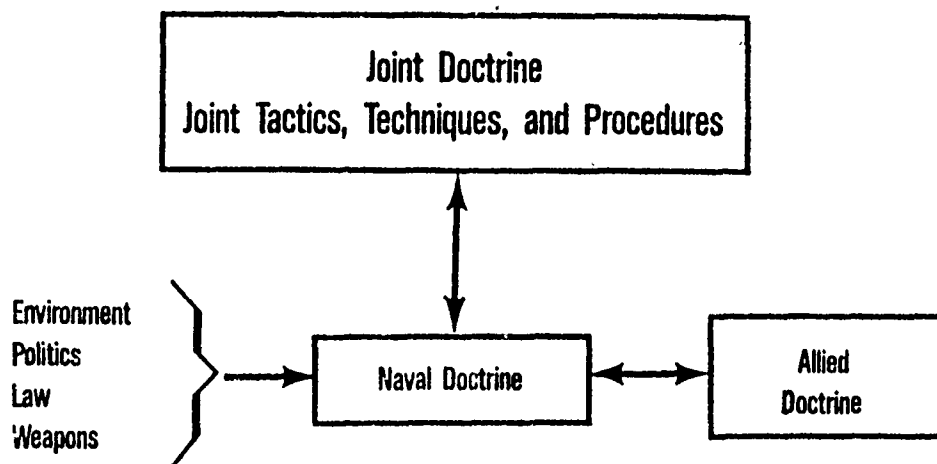 Joint Doctrine
Joint Tactics, Techniques, and Procedures
Environment
Politics
Law
Weapons
Naval Doctrine
Allied
Doctrine